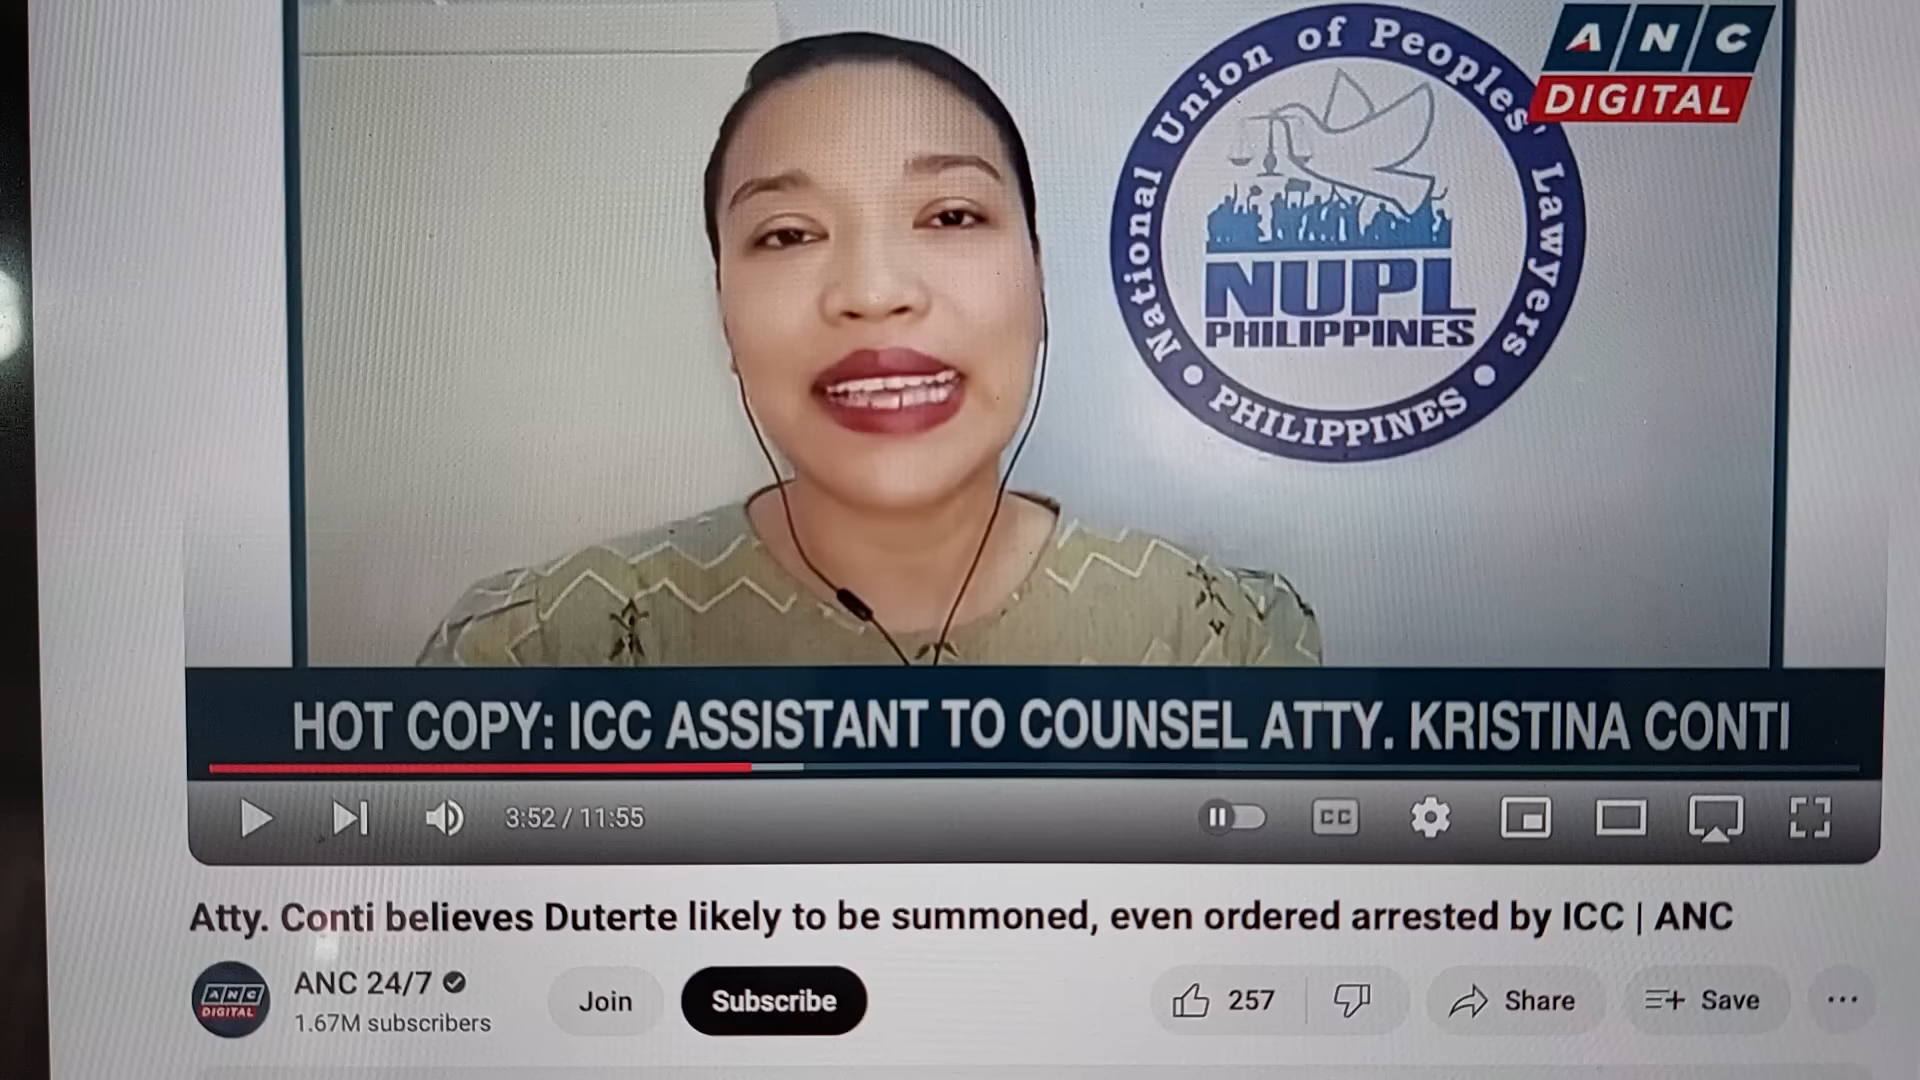 National Union of Peoples' Lawyers
NUPL
PHILIPPINES
• PHILIPPINES •
ANC
DIGITAL
HOT COPY: ICC ASSISTANT TO COUNSEL ATTY. KRISTINA CONTI
3:52 / 11:55
CC
Atty. Conti believes Duterte likely to be summoned, even ordered arrested by ICC | ANC
ANC
DIGITAL
ANC 24/7
1.67M subscribers
Join
Subscribe
257
Share
Save